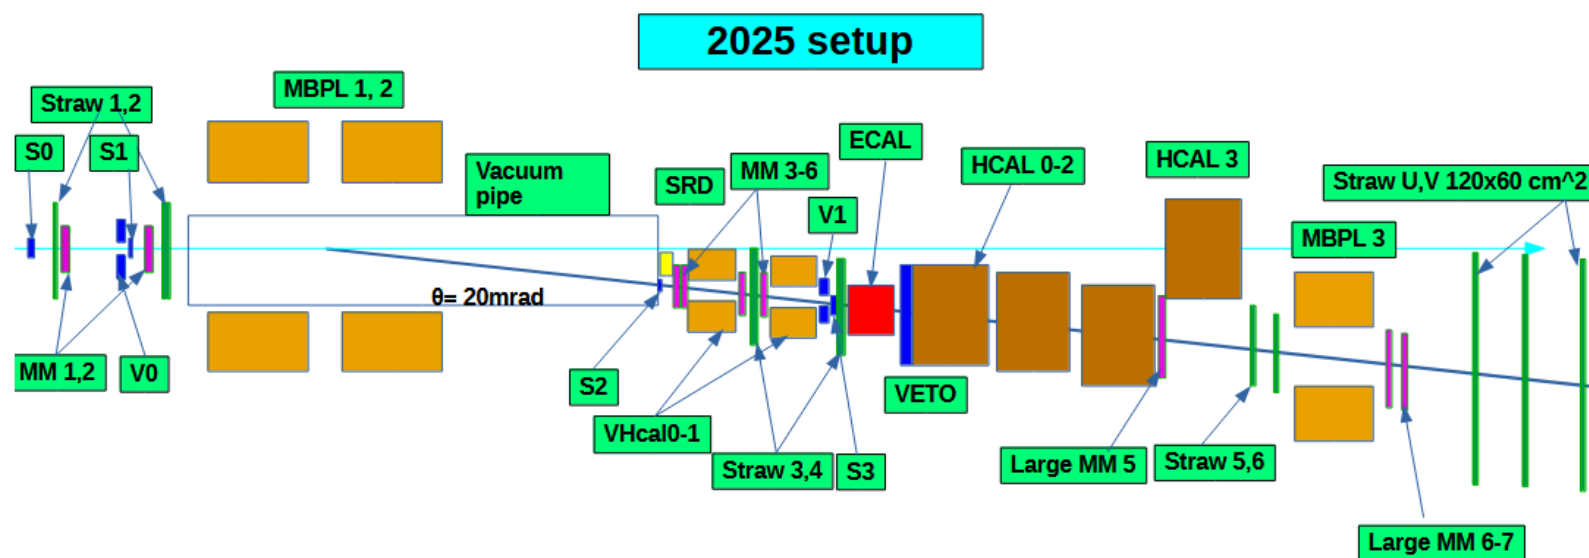 2025 setup
MBPL 1, 2
Straw 1,2
S0
S1
Vacuum
pipe
SRD
MM 3-6
ECAL
V1
HCAL 0-2
HCAL 3
Straw U,V 120x60 cm^2
MBPL 3
θ= 20mrad
MM 1,2
V0
S2
VHcal0-1
Straw 3,4
S3
VETO
Large MM 5
Straw 5,6
Large MM 6-7